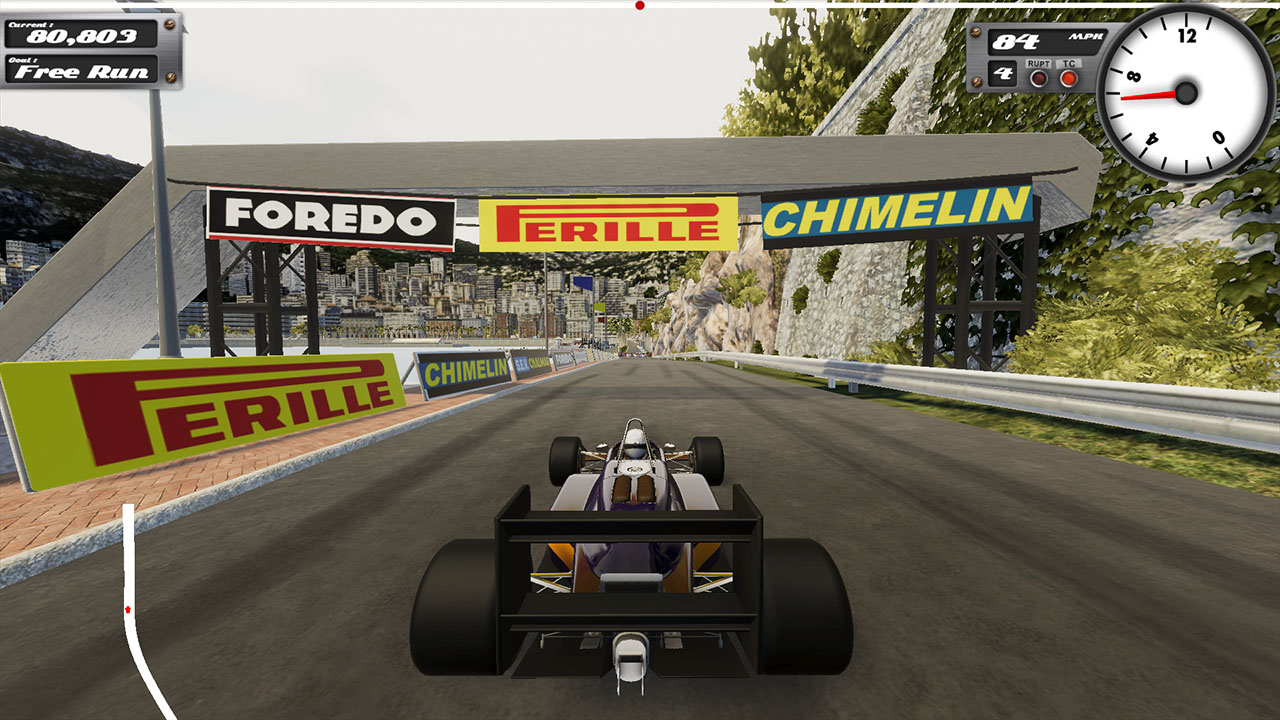 Current :
80,803
Goal :
Free Run
84 MPH
4 RUPT TC
12
8
4
0
FOREDO
PERILLE
CHIMELIN
PERILLE
CHIMELIN